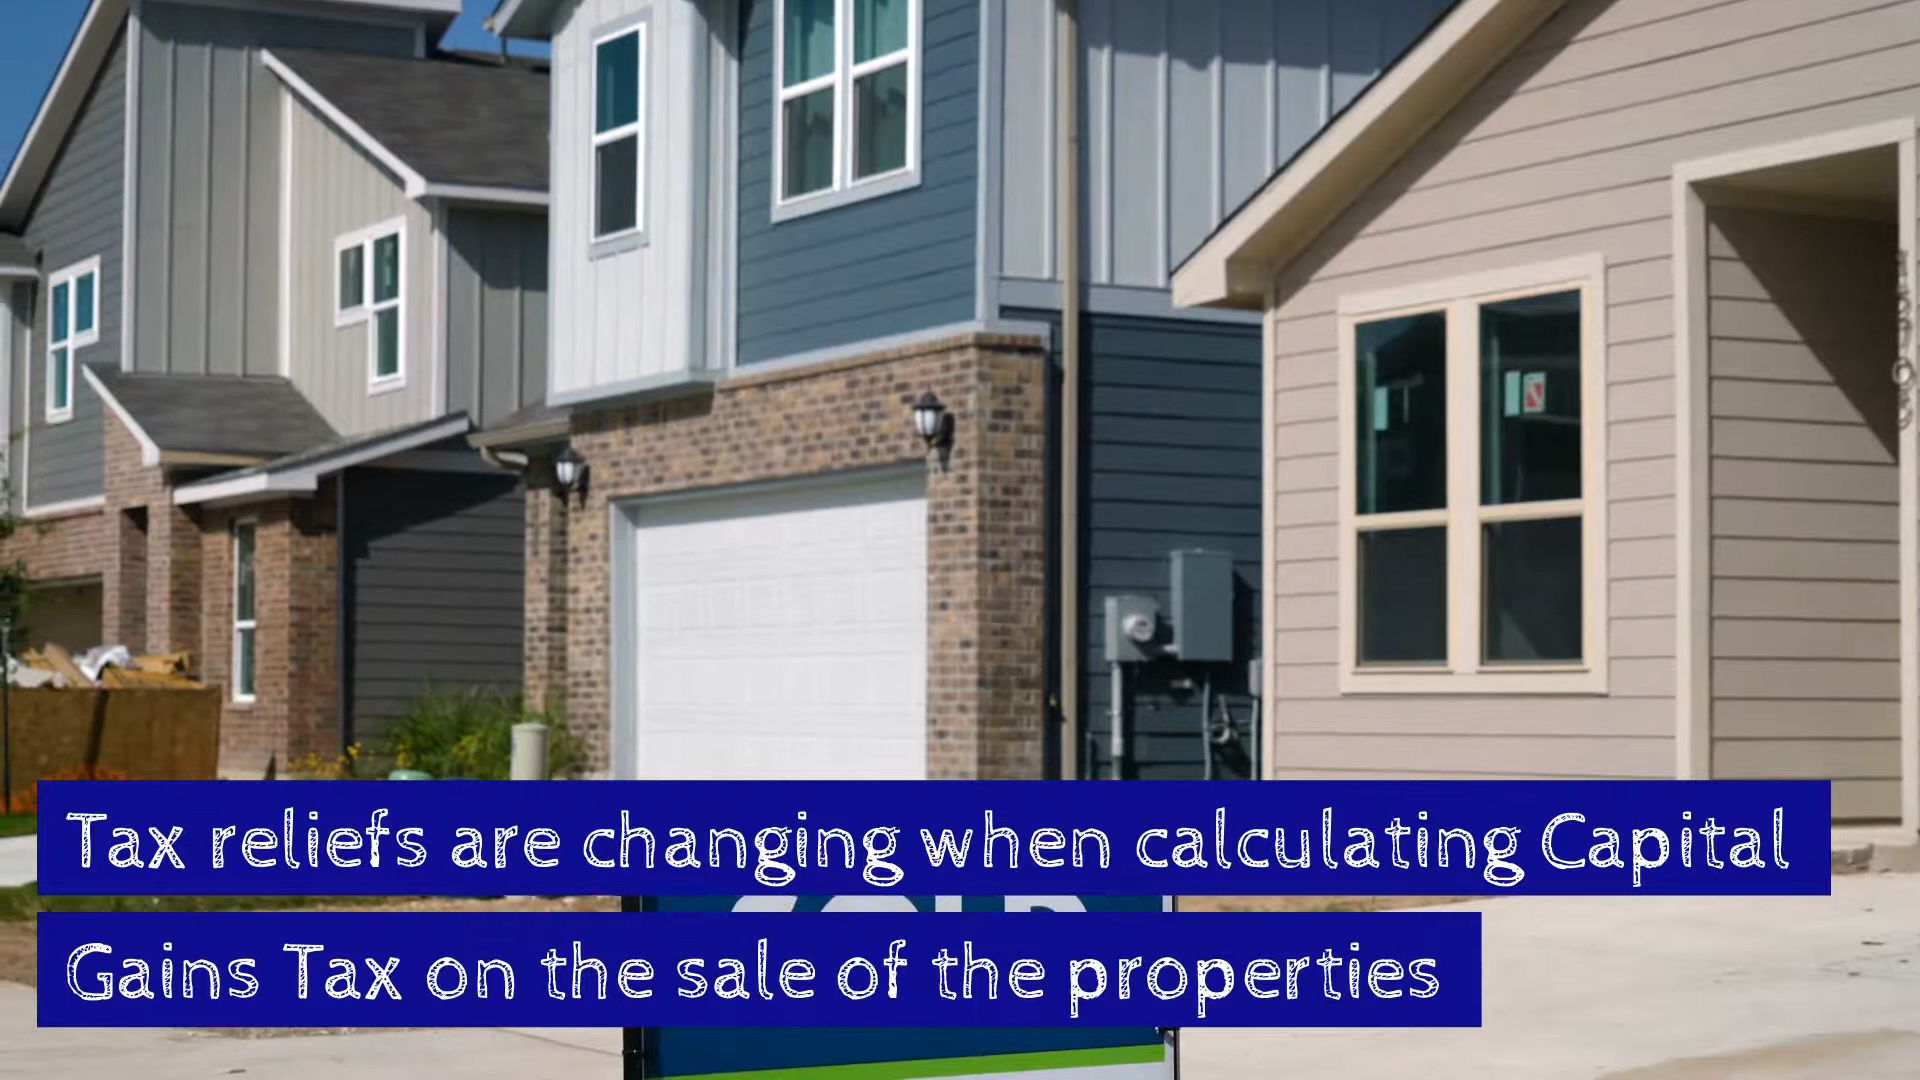 Tax reliefs are changing when calculating Capital
Gains Tax on the sale of the properties